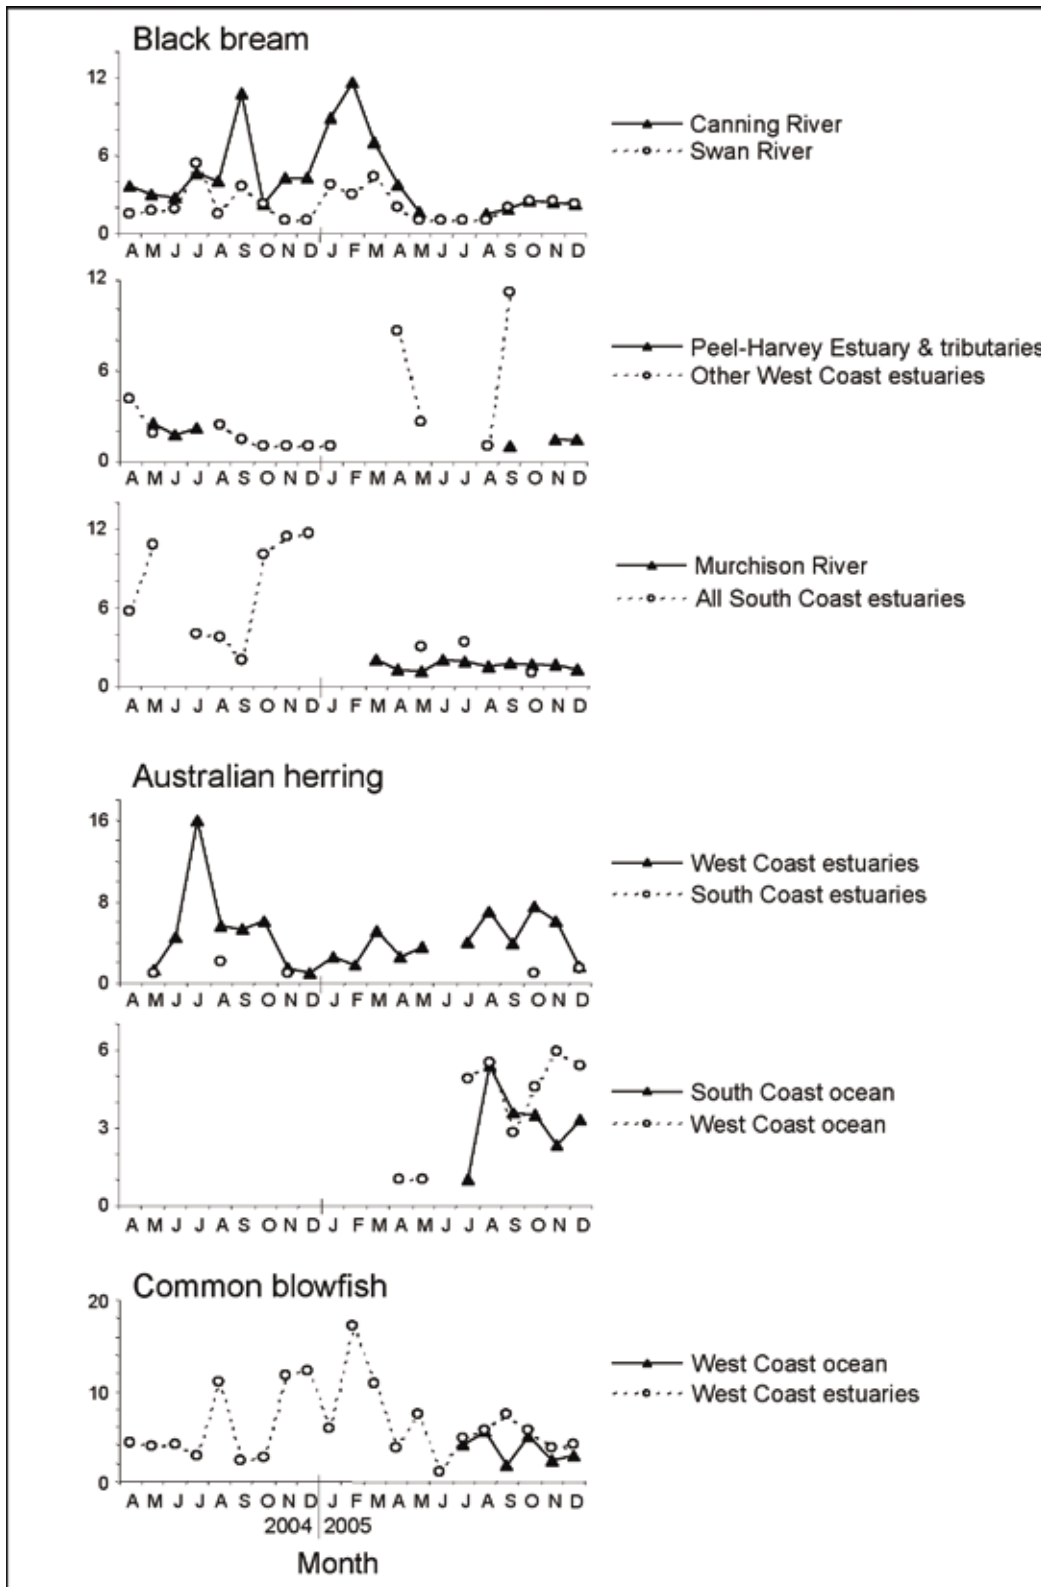 Black bream
12
6
0
A M J J A S O N D J F M A M J J A S O N D
Canning River
Swan River
12
6
0
A M J J A S O N D J F M A M J J A S O N D
Peel-Harvey Estuary & tributaries
Other West Coast estuaries
12
6
0
A M J J A S O N D J F M A M J J A S O N D
Murchison River
All South Coast estuaries
Australian herring
16
8
0
A M J J A S O N D J F M A M J J A S O N D
West Coast estuaries
South Coast estuaries
6
3
0
A M J J A S O N D J F M A M J J A S O N D
South Coast ocean
West Coast ocean
Common blowfish
20
10
0
A M J J A S O N D J F M A M J J A S O N D
2004 2005
Month
West Coast ocean
West Coast estuaries